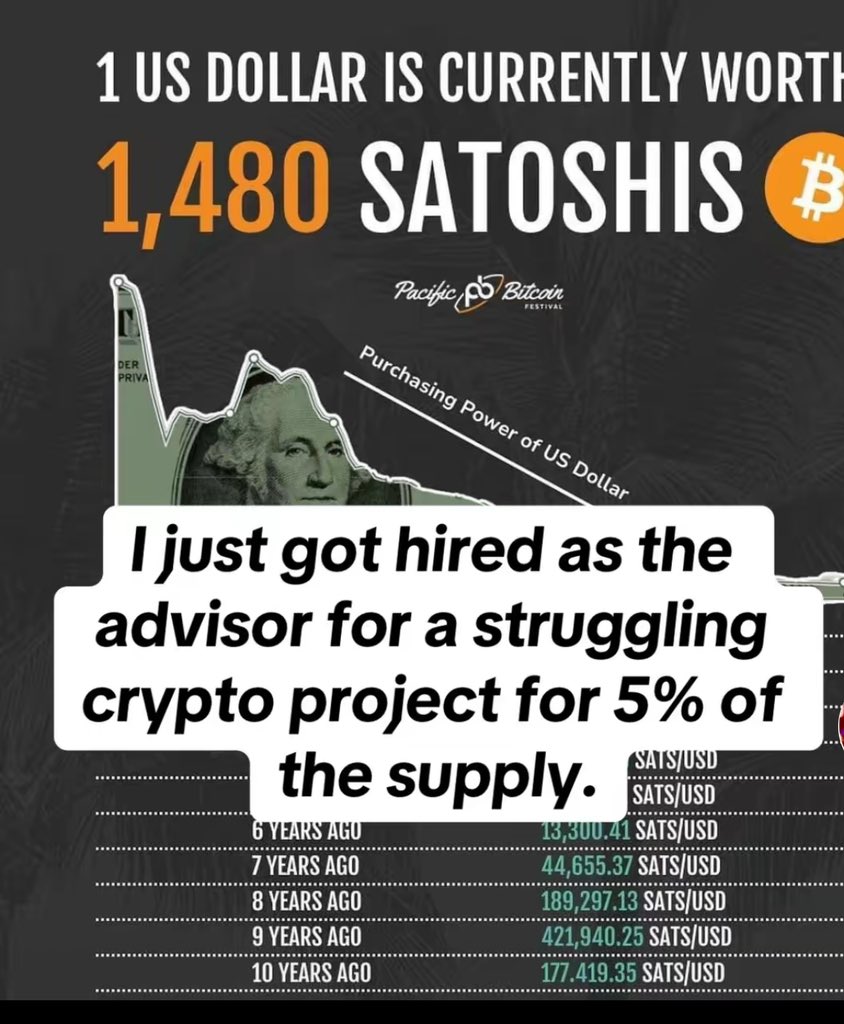 1 US DOLLAR IS CURRENTLY WORTH
1,480 SATOSHIS
Pacific pb Bitcoin
FESTIVAL
DER
PRIVA
Purchasing Power of US Dollar
I just got hired as the
advisor for a struggling
crypto project for 5% of
the supply.
SATS/USD
SATS/USD
6 YEARS AGO 13,300.41 SATS/USD
7 YEARS AGO 44,655.37 SATS/USD
8 YEARS AGO 189,297.13 SATS/USD
9 YEARS AGO 421,940.25 SATS/USD
10 YEARS AGO 177.419.35 SATS/USD